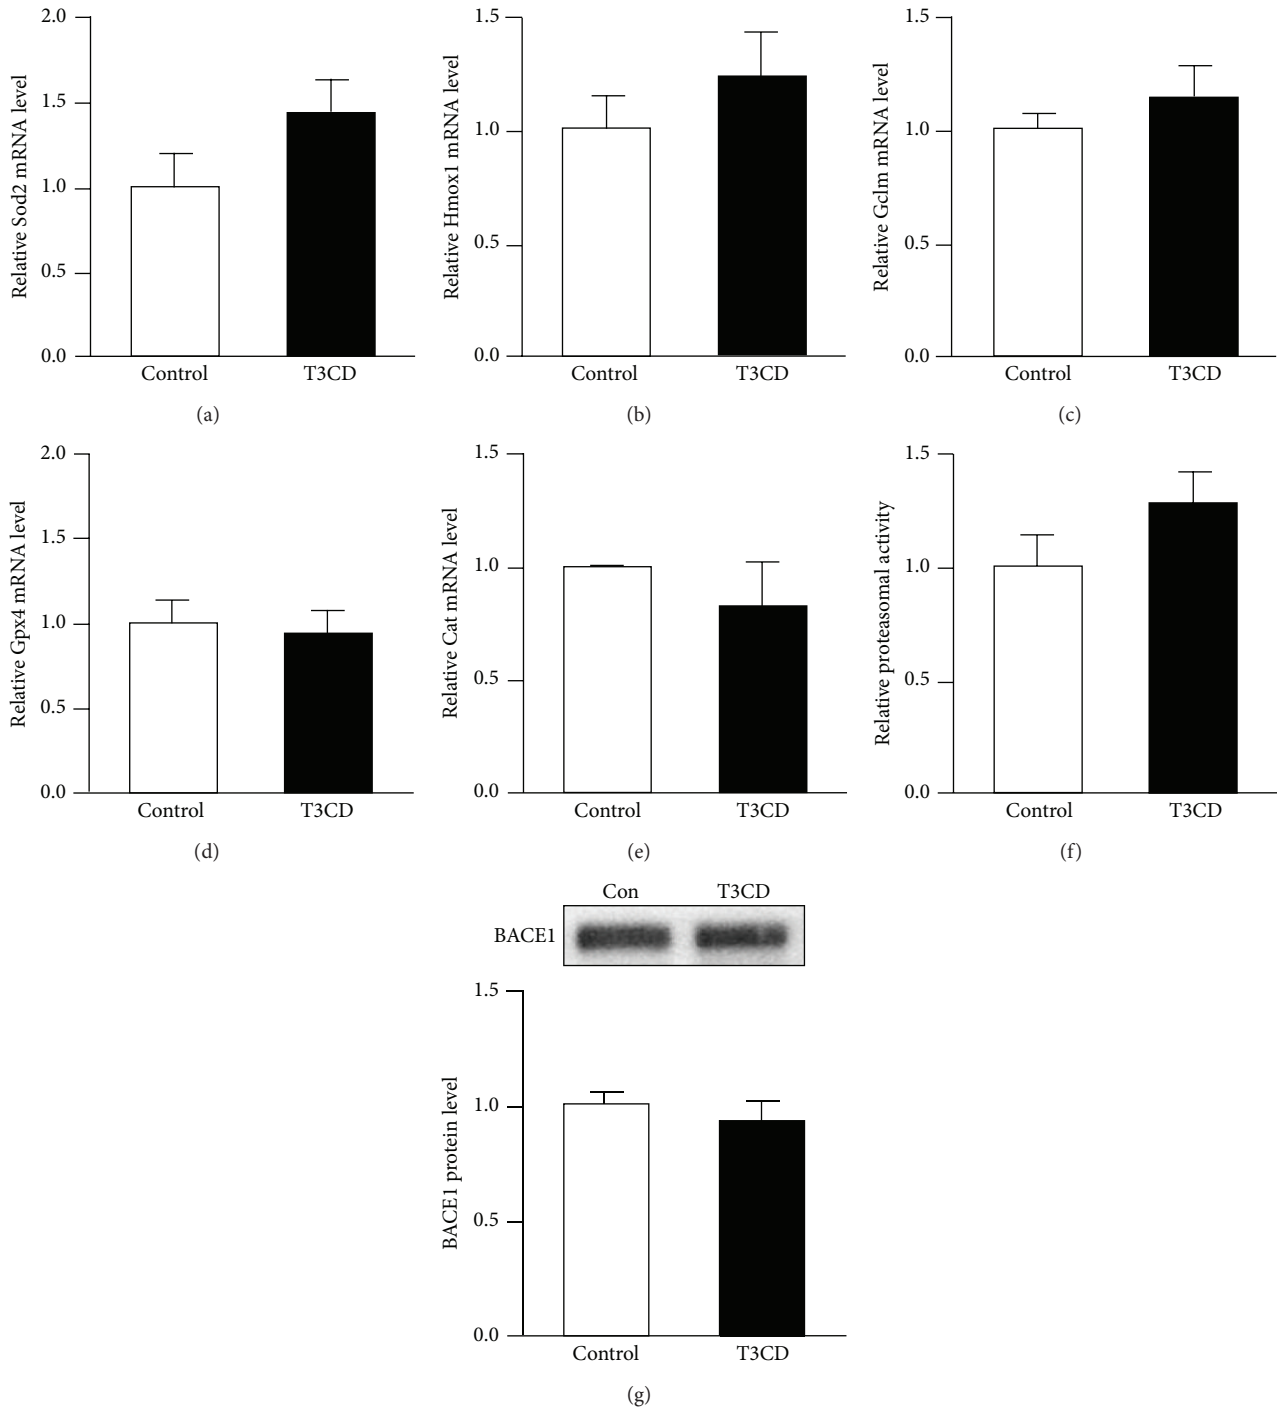 Relative Sod2 mRNA level
2.0
1.5
1.0
0.5
0.0
Control T3CD
(a)
Relative Hmox1 mRNA level
1.5
1.0
0.5
0.0
Control T3CD
(b)
Relative Gclm mRNA level
1.5
1.0
0.5
0.0
Control T3CD
(c)
Relative Gpx4 mRNA level
2.0
1.5
1.0
0.5
0.0
Control T3CD
(d)
Relative Cat mRNA level
1.5
1.0
0.5
0.0
Control T3CD
(e)
Relative proteasomal activity
1.5
1.0
0.5
0.0
Control T3CD
(f)
Con T3CD
BACE1
BACE1 protein level
1.5
1.0
0.5
0.0
Control T3CD
(g)